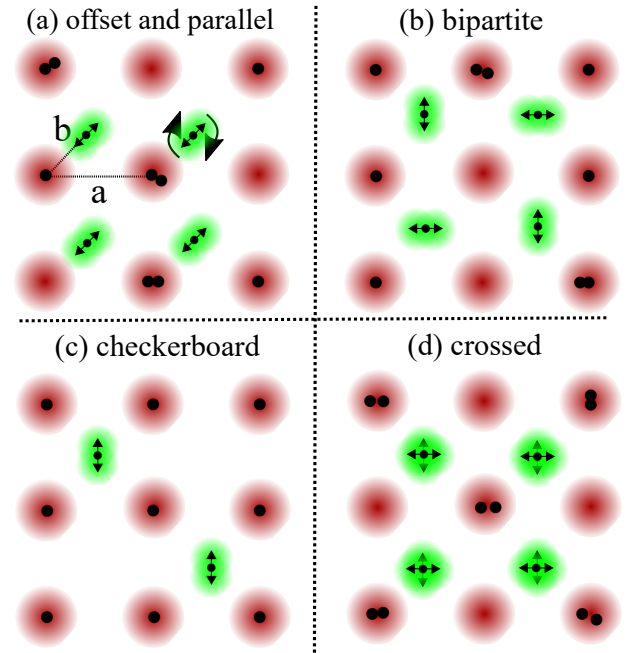 (a) offset and parallel
(b) bipartite
b
a
(c) checkerboard
(d) crossed